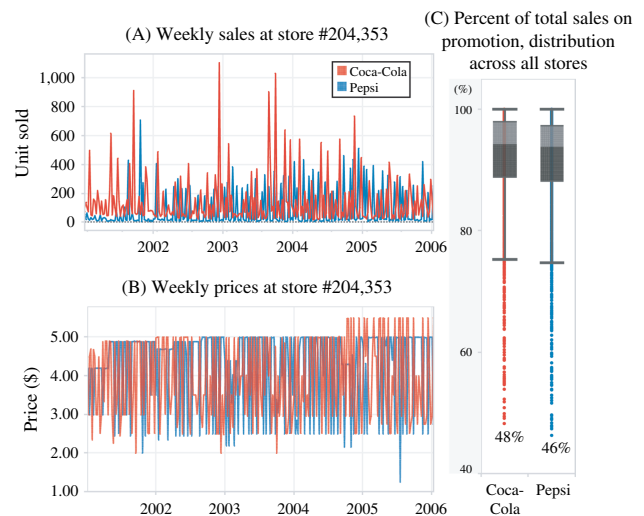 (A) Weekly sales at store #204,353
Unit sold
1,000
800
600
400
200
0
Coca-Cola
Pepsi
2002
2003
2004
2005
2006
(B) Weekly prices at store #204,353
Price ($)
5.00
4.00
3.00
2.00
1.00
2002
2003
2004
2005
2006
(C) Percent of total sales on
promotion, distribution
across all stores
(%)
100
80
60
40
48%
46%
Coca-
Cola
Pepsi